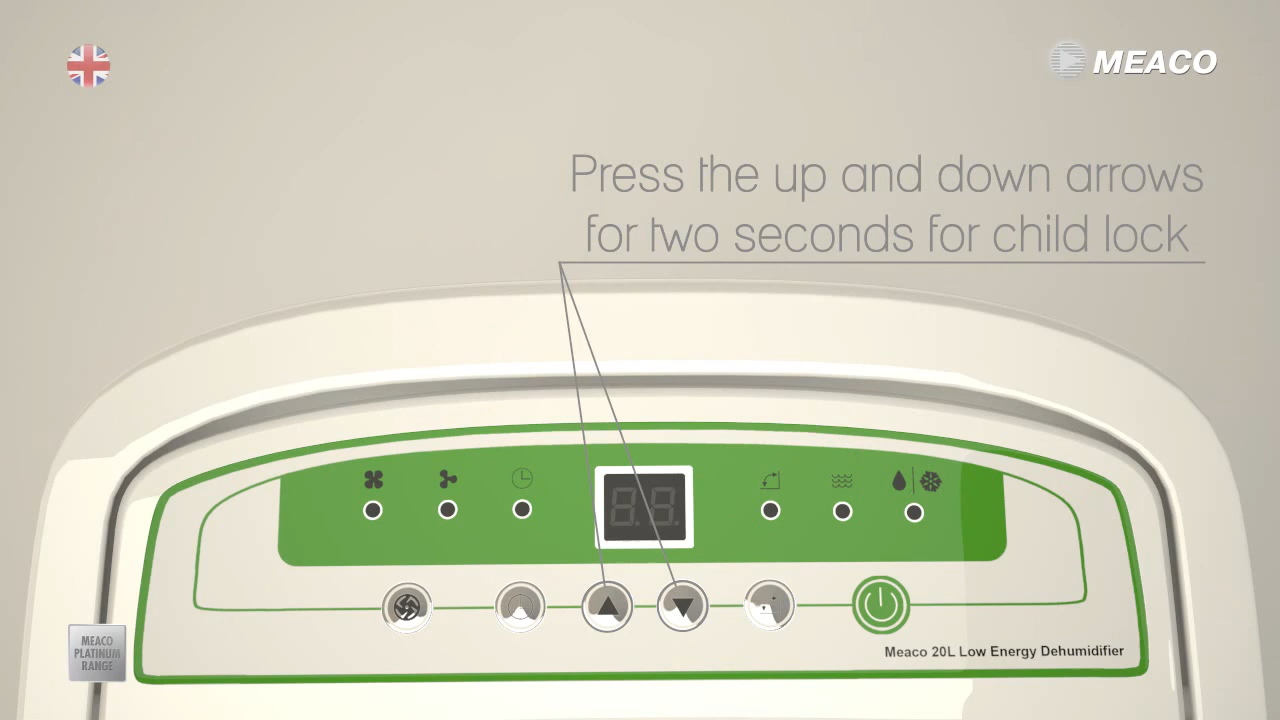 MEACO
Press the up and down arrows
for two seconds for child lock
MEACO
PLATINUM
RANGE
Meaco 20L Low Energy Dehumidifier